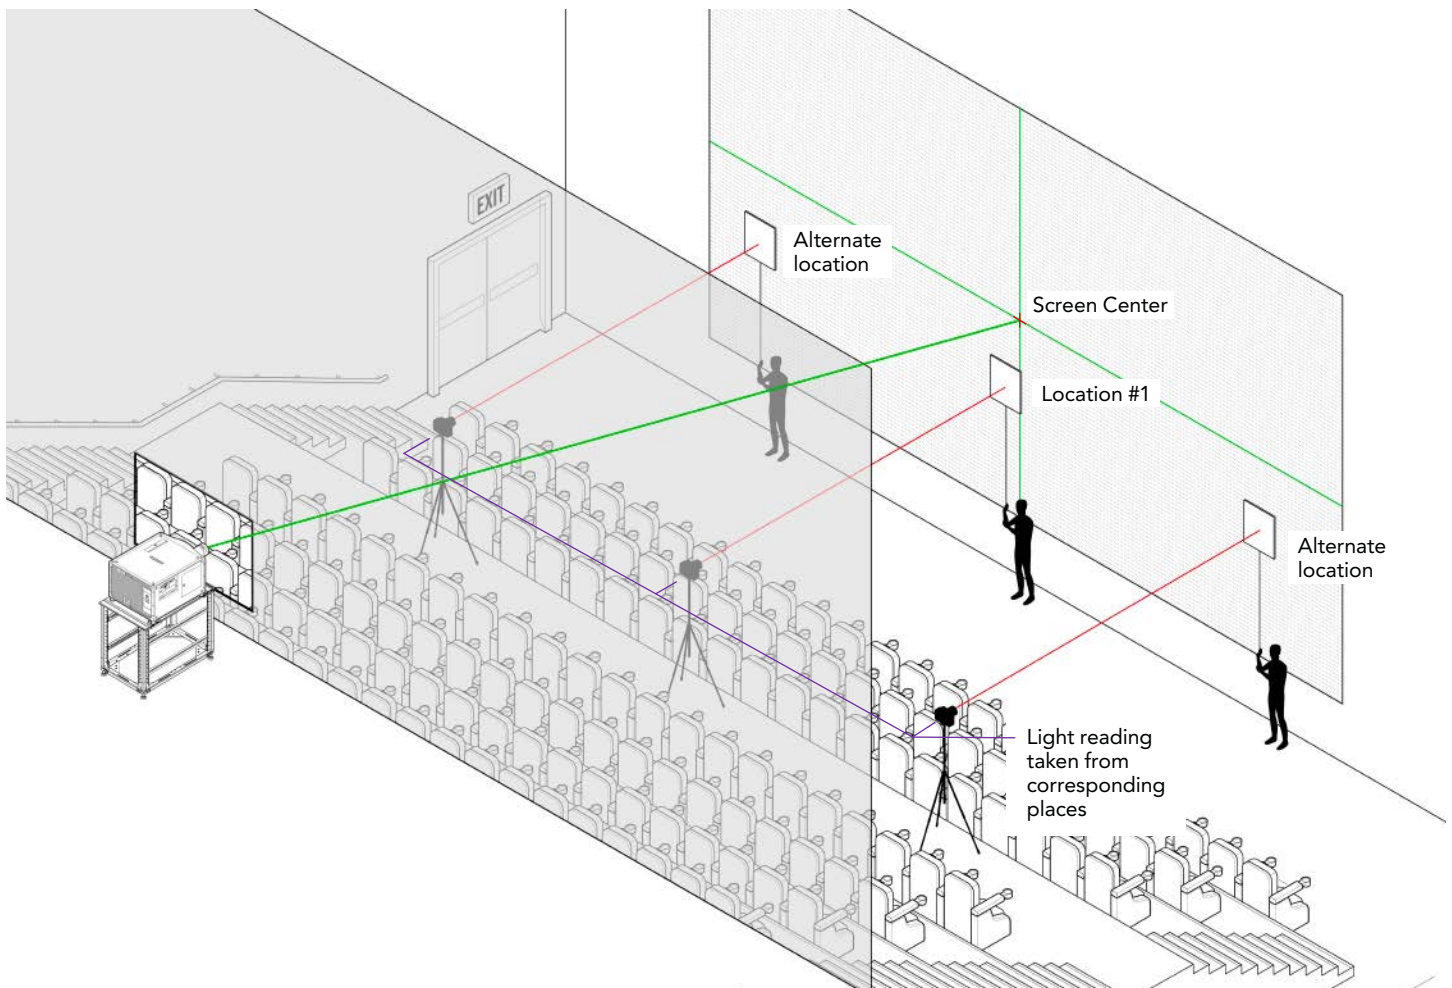 EXIT
Alternate
location
Screen Center
Location #1
Alternate
location
Light reading
taken from
corresponding
places